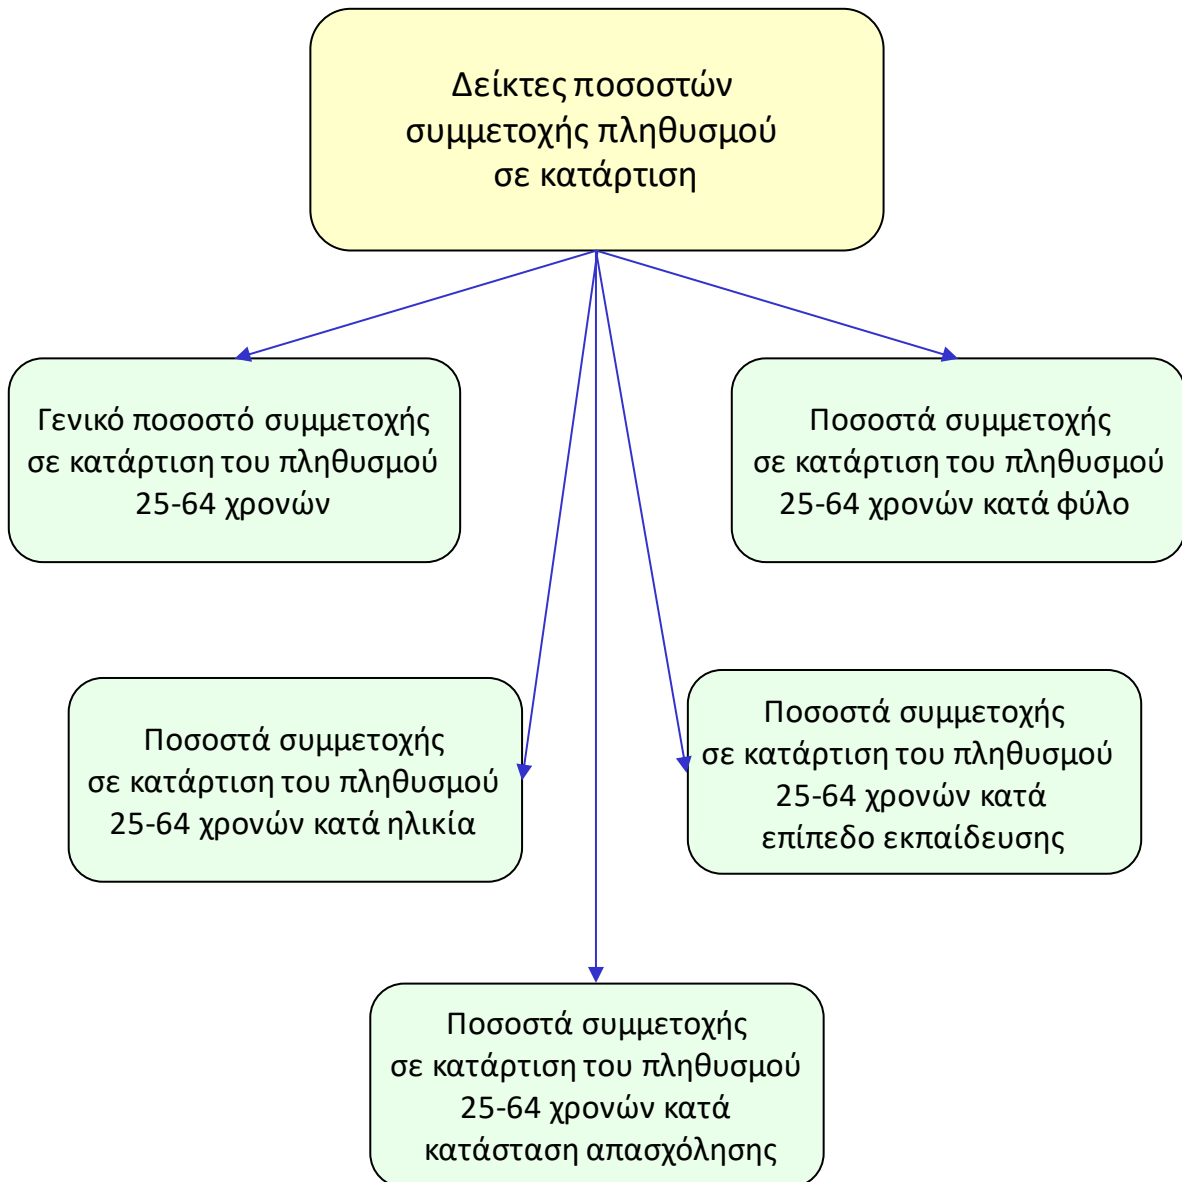 Δείκτες ποσοστών
συμμετοχής πληθυσμού
σε κατάρτιση
Γενικό ποσοστό συμμετοχής
σε κατάρτιση του πληθυσμού
25-64 χρονών
Ποσοστά συμμετοχής
σε κατάρτιση του πληθυσμού
25-64 χρονών κατά φύλο
Ποσοστά συμμετοχής
σε κατάρτιση του πληθυσμού
25-64 χρονών κατά ηλικία
Ποσοστά συμμετοχής
σε κατάρτιση του πληθυσμού
25-64 χρονών κατά
επίπεδο εκπαίδευσης
Ποσοστά συμμετοχής
σε κατάρτιση του πληθυσμού
25-64 χρονών κατά
κατάσταση απασχόλησης